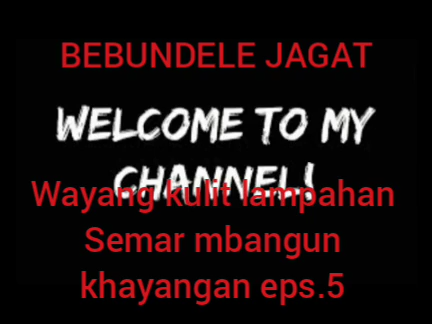 BEBUNDELE JAGAT
WELCOME TO MY
CHANNEL!
Wayang kulit lampahan
Semar mbangun
khayangan eps.5